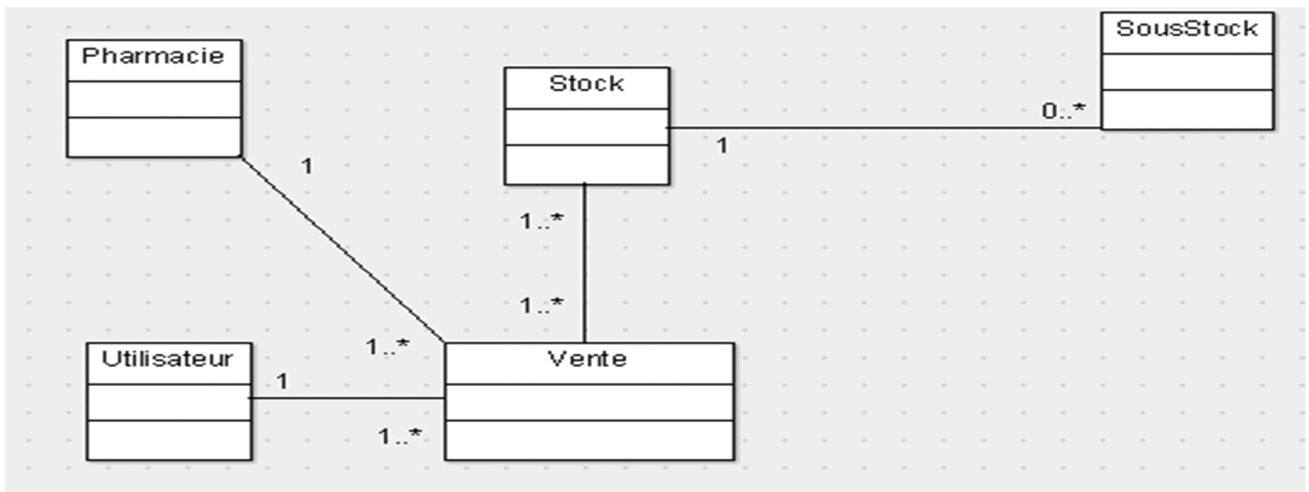 Pharmacie
Stock
SousStock
1
1
0..*
1..*
1..*
1..*
Utilisateur
Vente
1
1..*